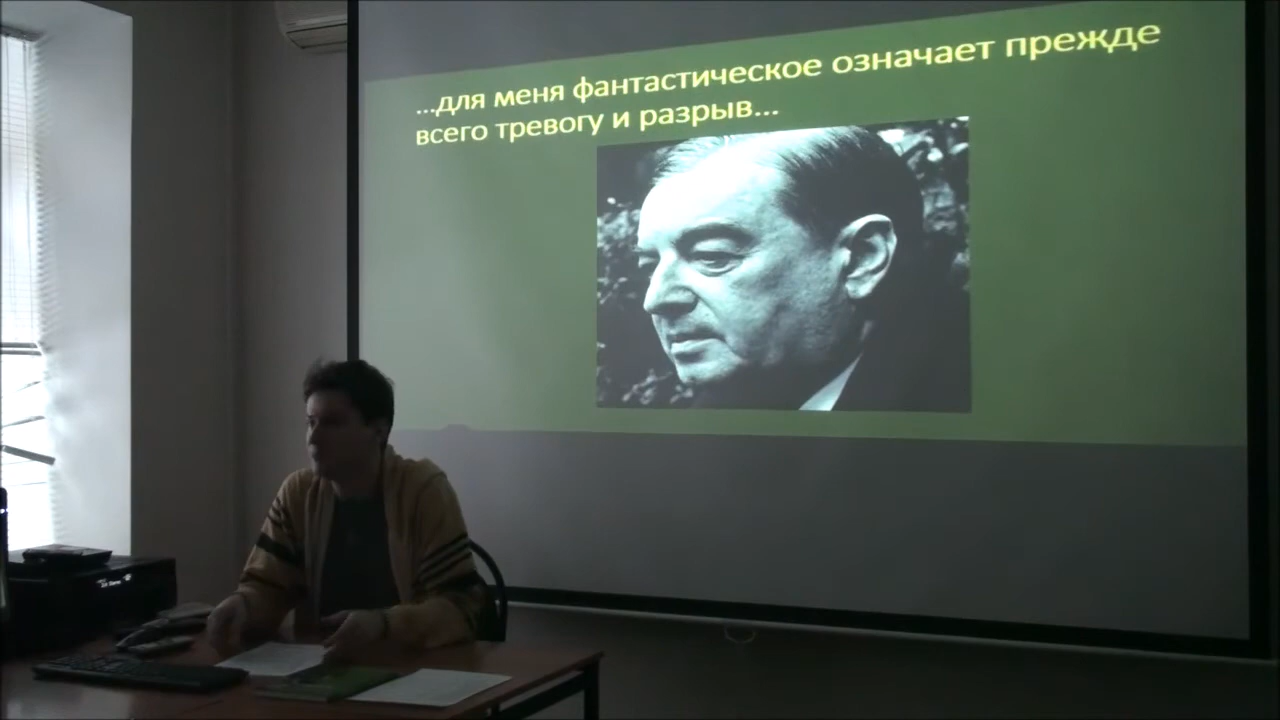 ...для меня фантастическое означает прежде
всего тревогу и разрыв...